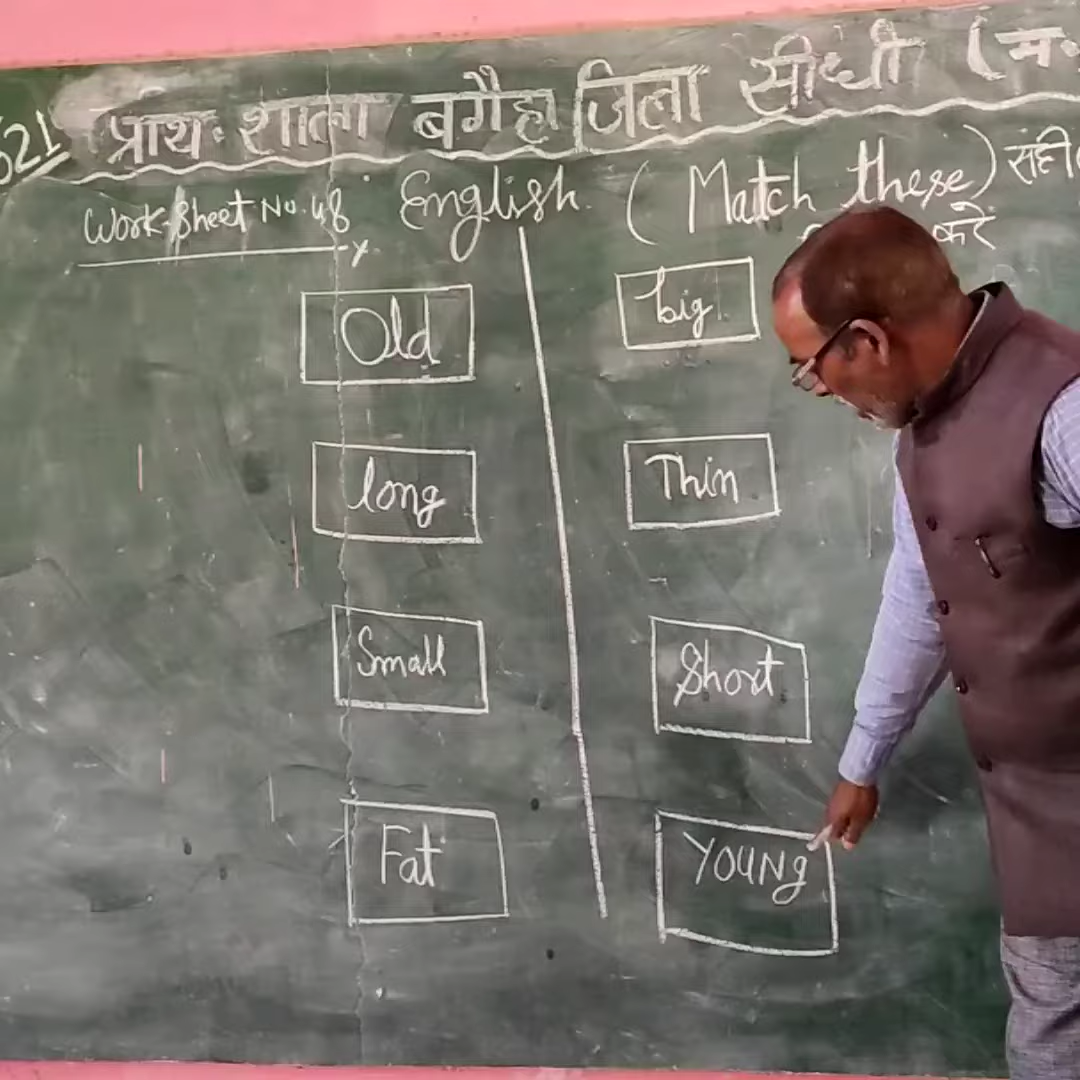 प्राथ. शाला बगैहा जिला सीधी (म.
Work-Sheet No. 48 English (Match these) सही
करें
Old big
long Thin
Small Short
Fat YOUNg